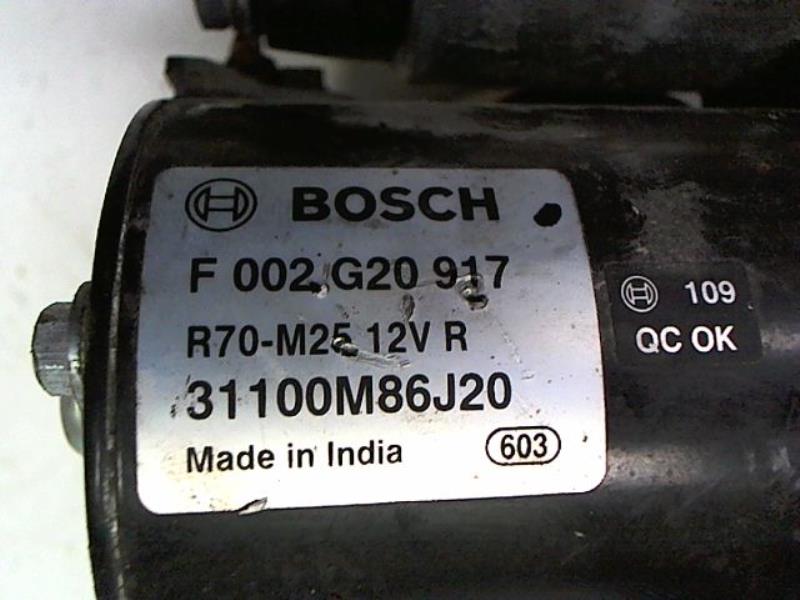 BOSCH
F 002 G20 917
R70-M25 12V R
31100M86J20
Made in India 603
109
QC OK